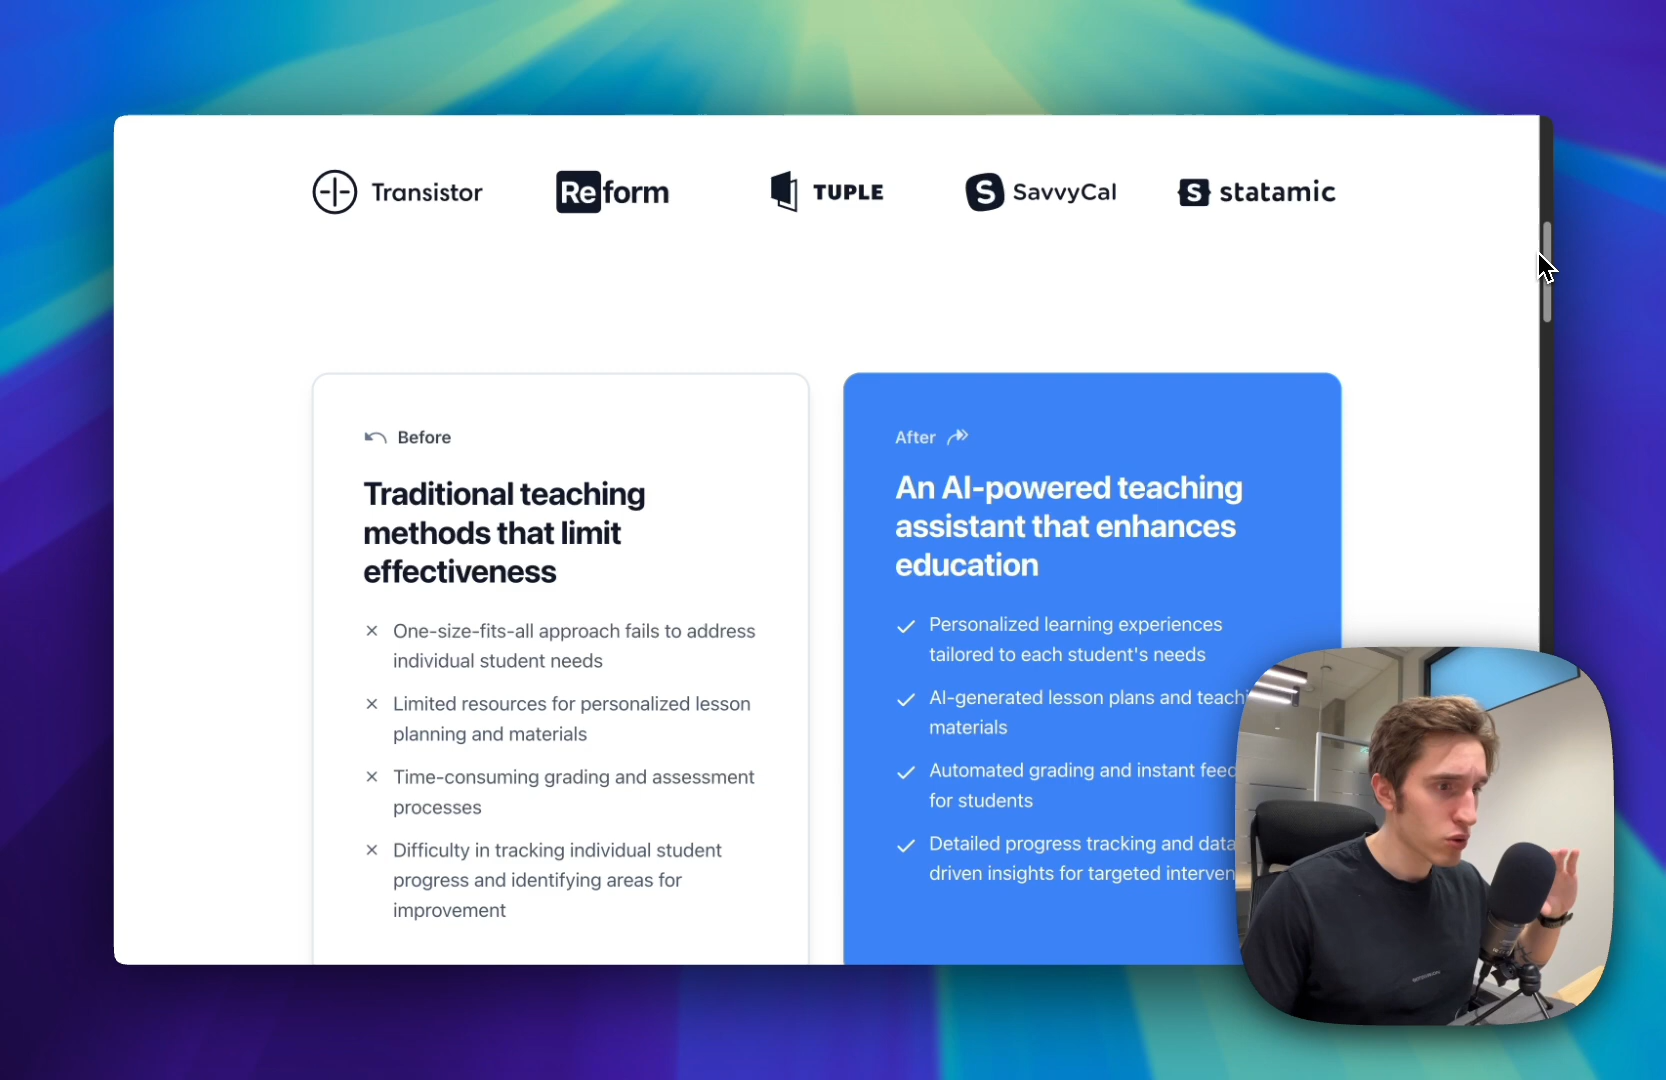 Transistor
Reform
TUPLE
SavvyCal
statamic
Before
Traditional teaching
methods that limit
effectiveness
× One-size-fits-all approach fails to address
individual student needs
× Limited resources for personalized lesson
planning and materials
× Time-consuming grading and assessment
processes
× Difficulty in tracking individual student
progress and identifying areas for
improvement
After
An AI-powered teaching
assistant that enhances
education
✓ Personalized learning experiences
tailored to each student's needs
✓ AI-generated lesson plans and teachi
materials
✓ Automated grading and instant feed
for students
✓ Detailed progress tracking and data
driven insights for targeted interven